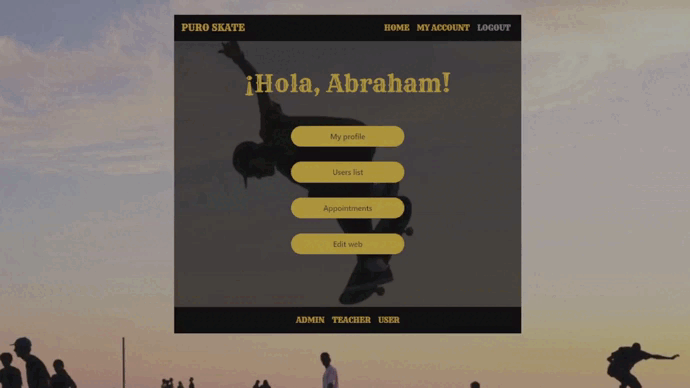 PURO SKATE HOME MY ACCOUNT LOGOUT
¡Hola, Abraham!
My profile
Users list
Appointments
Edit web
ADMIN TEACHER USER